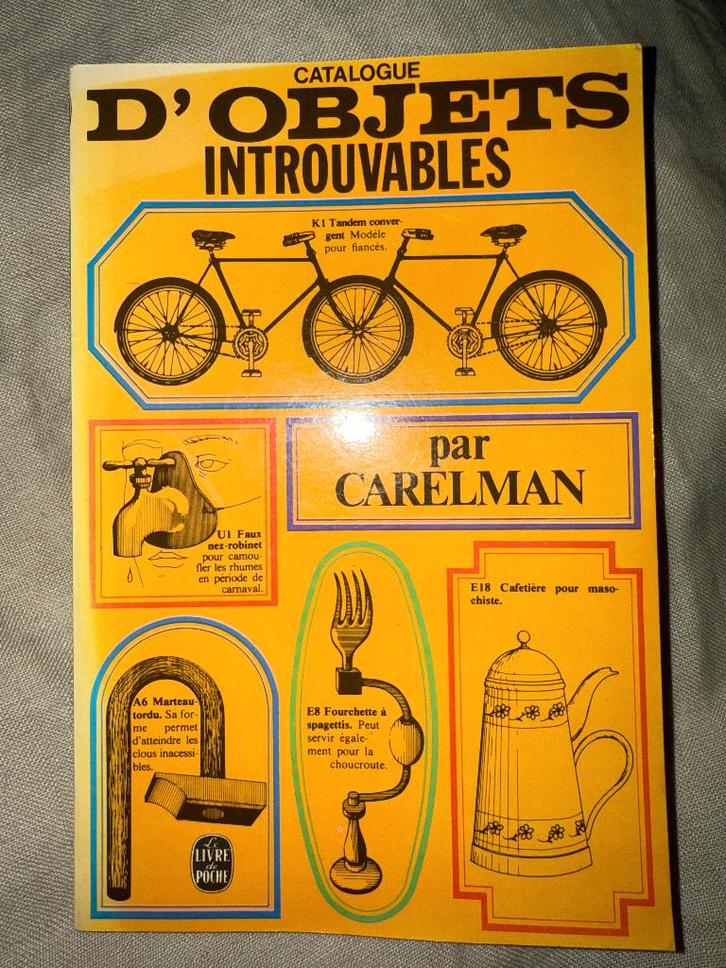 CATALOGUE
D'OBJETS
INTROUVABLES
K1 Tandem conver-
gent Modèle
pour fiancés.
par
CARELMAN
U1 Faux
nez-robinet
pour camou-
fler les rhumes
en période de
carnaval.
E18 Cafetière pour maso-
chiste.
A6 Marteau-
tordu. Sa for-
me permet
d'atteindre les
clous inacessi-
bles.
E8 Fourchette à
spagettis. Peut
servir égale-
ment pour la
choucroute.
Le
LIVRE
de
POCHE